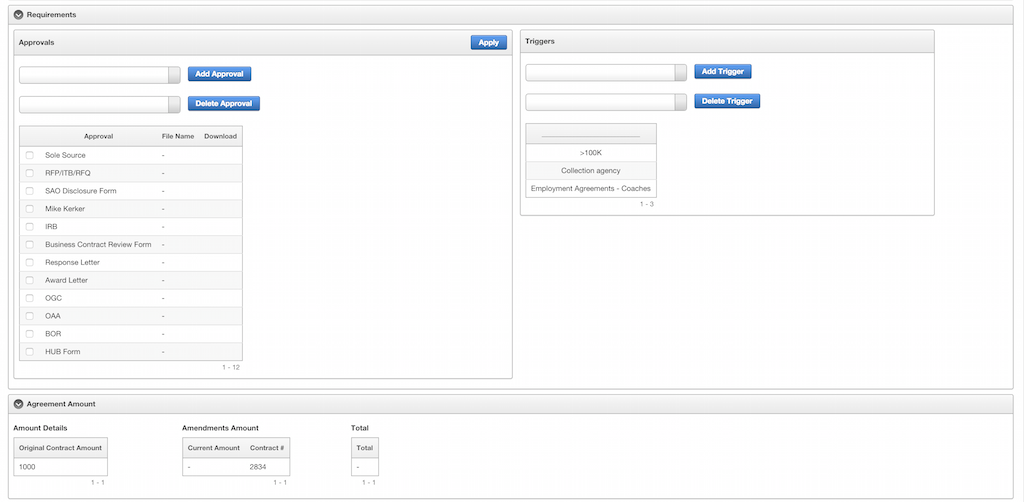 Requirements
Approvals
Apply
Add Approval
Delete Approval
Approval File Name Download
Sole Source -
RFP/ITB/RFQ -
SAO Disclosure Form -
Mike Kerker -
IRB -
Business Contract Review Form -
Response Letter -
Award Letter -
OGC -
OAA -
BOR -
HUB Form -
1 - 12
Triggers
Add Trigger
Delete Trigger
>100K
Collection agency
Employment Agreements - Coaches
1 - 3
Agreement Amount
Amount Details
Original Contract Amount
1000
1 - 1
Amendments Amount
Current Amount Contract #
- 2834
1 - 1
Total
Total
-
1 - 1